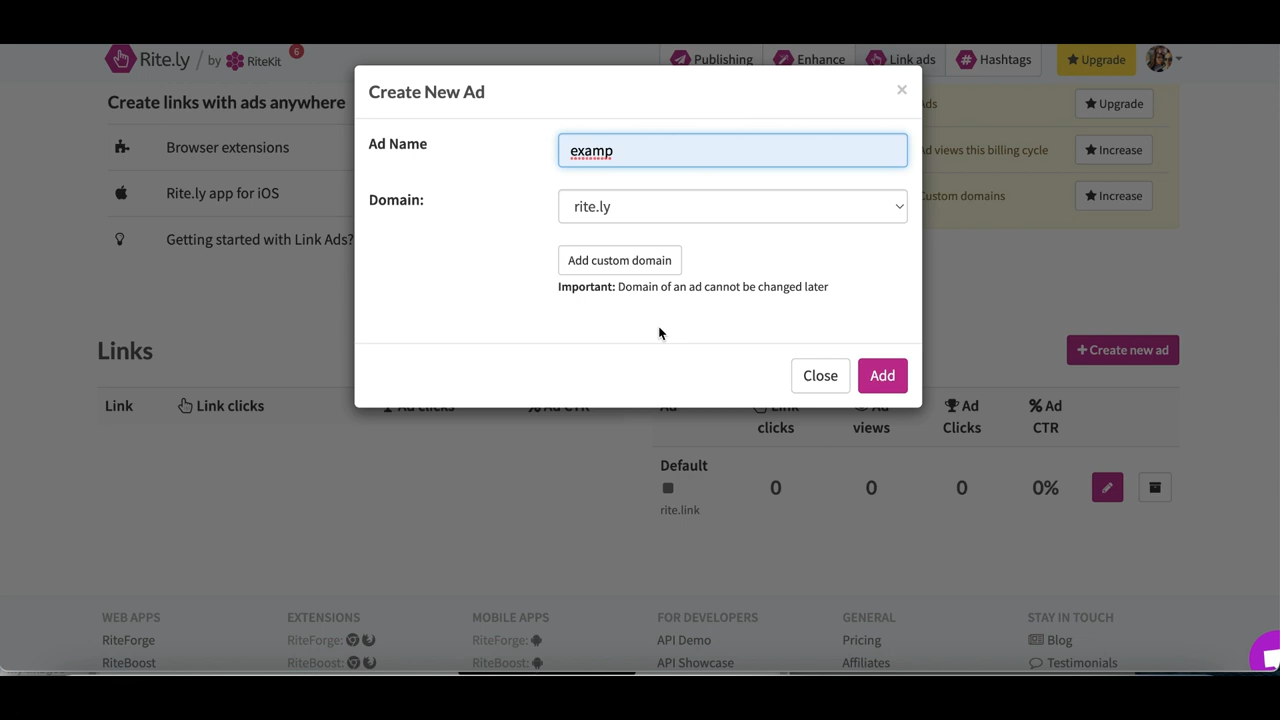 Rite.ly / by RiteKit 6
Publishing Enhance Link ads Hashtags Upgrade
Create links with ads anywhere
Browser extensions
Rite.ly app for iOS
Getting started with Link Ads?
Ads Upgrade
Ad views this billing cycle Increase
Custom domains Increase
Create New Ad ×
Ad Name examp
Domain: rite.ly
Add custom domain
Important: Domain of an ad cannot be changed later
Close Add
Links
+ Create new ad
Link Link clicks Ad clicks % Ad CTR
Ad Link clicks Ad views Ad Clicks % Ad CTR
Default 0 0 0 0%
rite.link
WEB APPS EXTENSIONS MOBILE APPS FOR DEVELOPERS GENERAL STAY IN TOUCH
RiteForge RiteForge: RiteForge: API Demo Pricing Blog
RiteBoost RiteBoost: RiteBoost: API Showcase Affiliates Testimonials